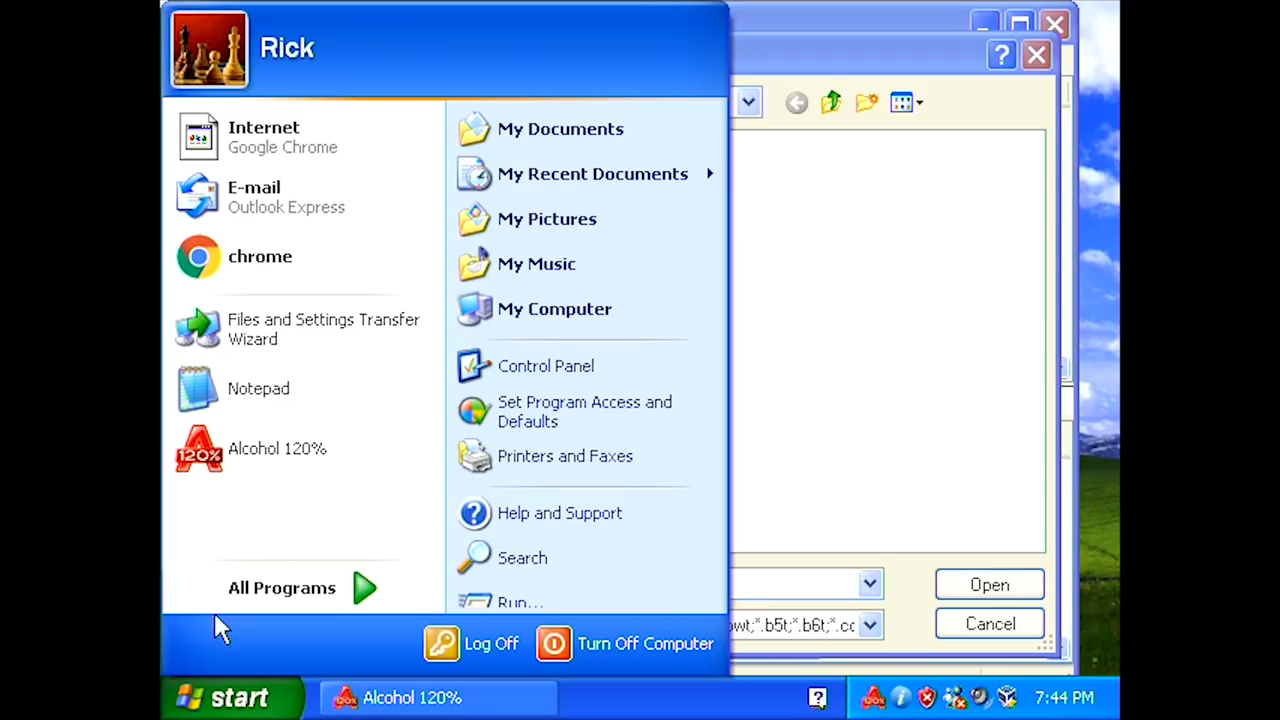 Rick
Internet
Google Chrome
E-mail
Outlook Express
chrome
Files and Settings Transfer
Wizard
Notepad
120%
Alcohol 120%
All Programs
My Documents
My Recent Documents
My Pictures
My Music
My Computer
Control Panel
Set Program Access and
Defaults
Printers and Faxes
Help and Support
Search
Run...
Log Off
Turn Off Computer
Open
Cancel
start
Alcohol 120%
7:44 PM